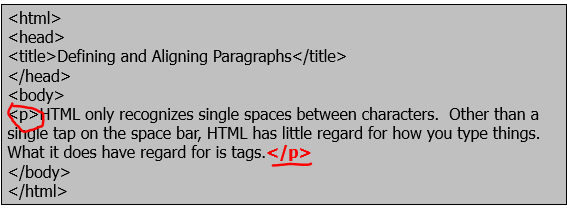 <html>
<head>
<title>Defining and Aligning Paragraphs</title>
</head>
<body>
<p>HTML only recognizes single spaces between characters.  Other than a
single tap on the space bar, HTML has little regard for how you type things.
What it does have regard for is tags.</p>
</body>
</html>